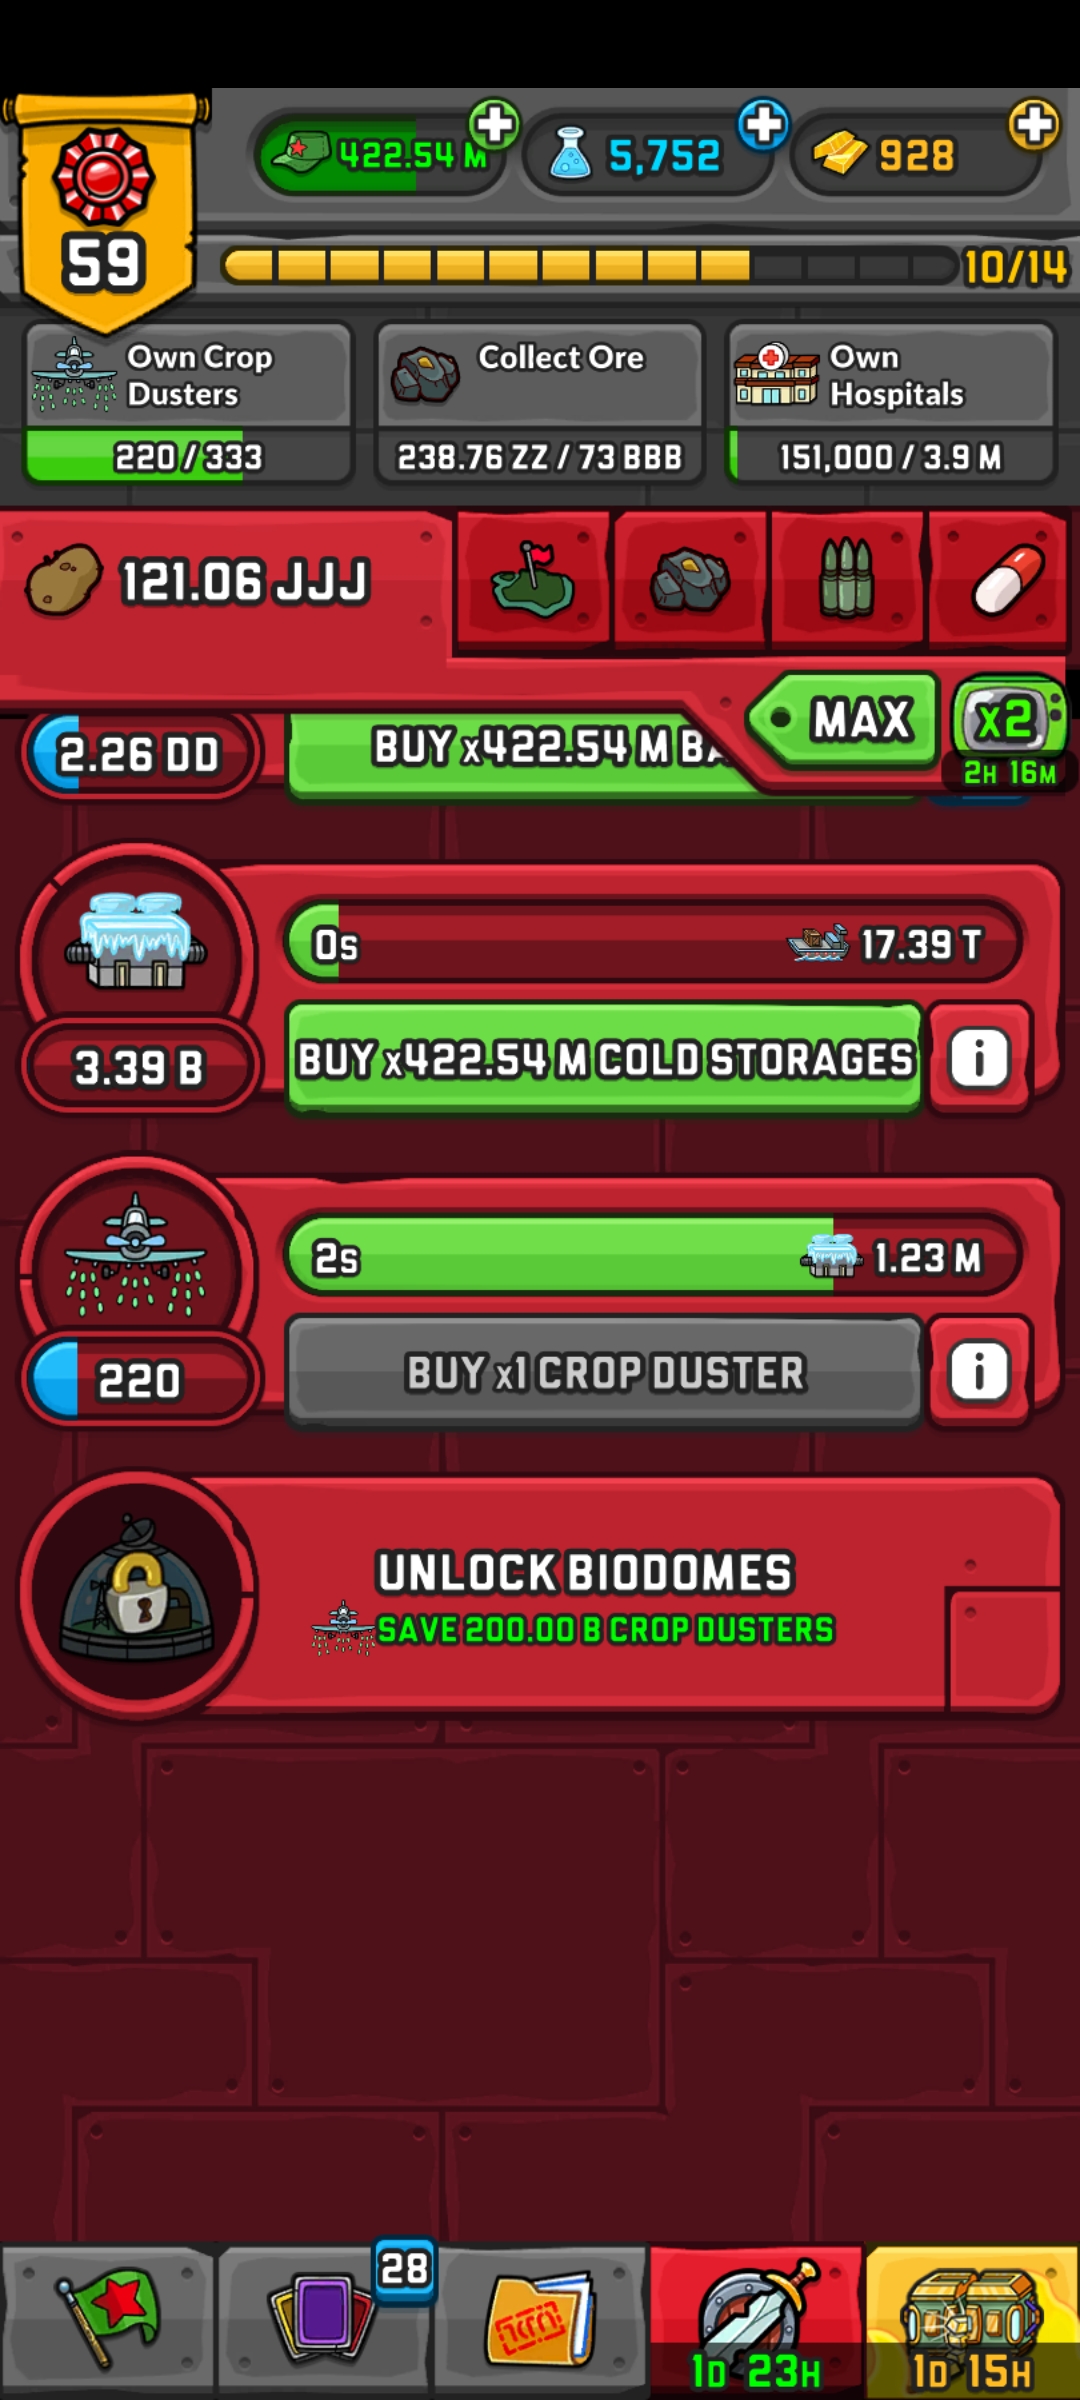 422.54 M
5,752
928
59
10/14
Own Crop
Dusters
220 / 333
Collect Ore
238.76 ZZ / 73 BBB
Own
Hospitals
151,000 / 3.9 M
121.06 JJJ
MAX
x2
2H 16M
2.26 DD
BUY x422.54 M BA
0s
17.39 T
3.39 B
BUY x422.54 M COLD STORAGES
i
2s
1.23 M
220
BUY x1 CROP DUSTER
i
UNLOCK BIODOMES
SAVE 200.00 B CROP DUSTERS
28
1D 23H
1D 15H